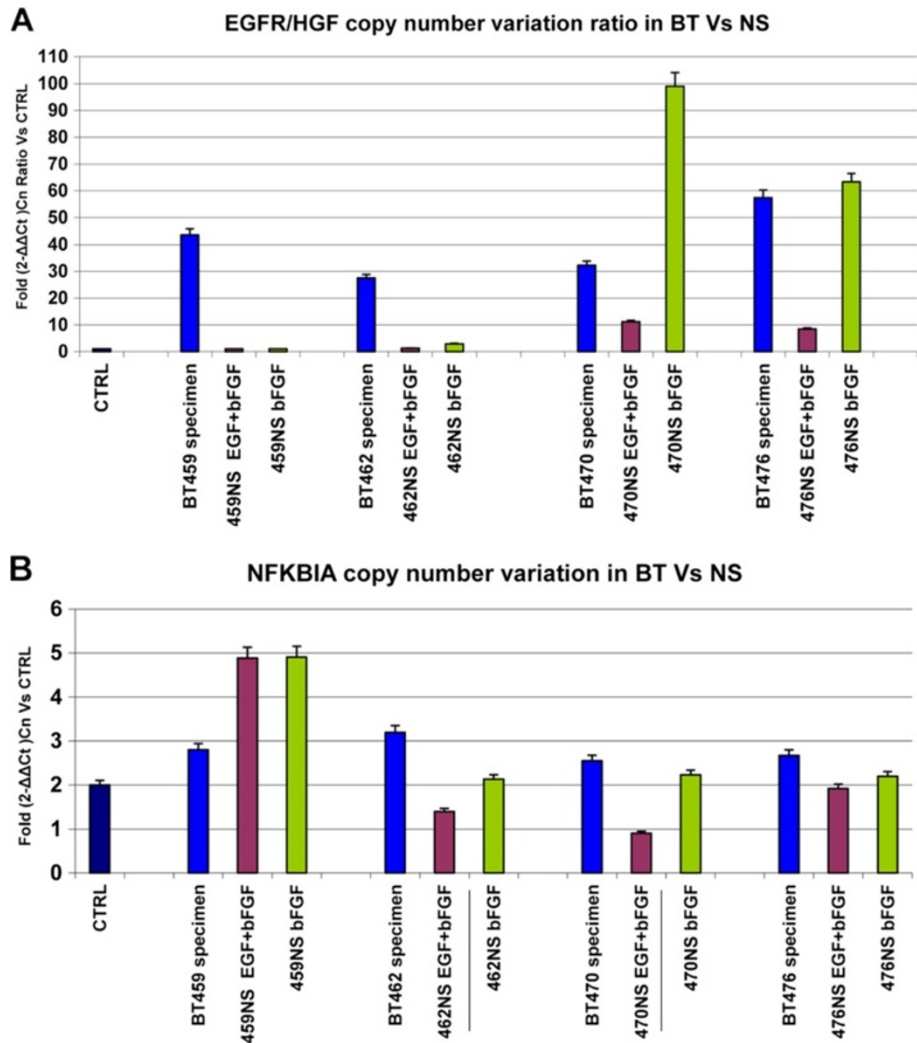 A
EGFR/HGF copy number variation ratio in BT Vs NS
Fold (2-ΔΔCt )Cn Ratio Vs CTRL
110
100
90
80
70
60
50
40
30
20
10
0
CTRL
BT459 specimen
459NS EGF+bFGF
459NS bFGF
BT462 specimen
462NS EGF+bFGF
462NS bFGF
BT470 specimen
470NS EGF+bFGF
470NS bFGF
BT476 specimen
476NS EGF+bFGF
476NS bFGF
B
NFKBIA copy number variation in BT Vs NS
Fold (2-ΔΔCt )Cn Vs CTRL
6
5
4
3
2
1
0
CTRL
BT459 specimen
459NS EGF+bFGF
459NS bFGF
BT462 specimen
462NS EGF+bFGF
462NS bFGF
BT470 specimen
470NS EGF+bFGF
470NS bFGF
BT476 specimen
476NS EGF+bFGF
476NS bFGF